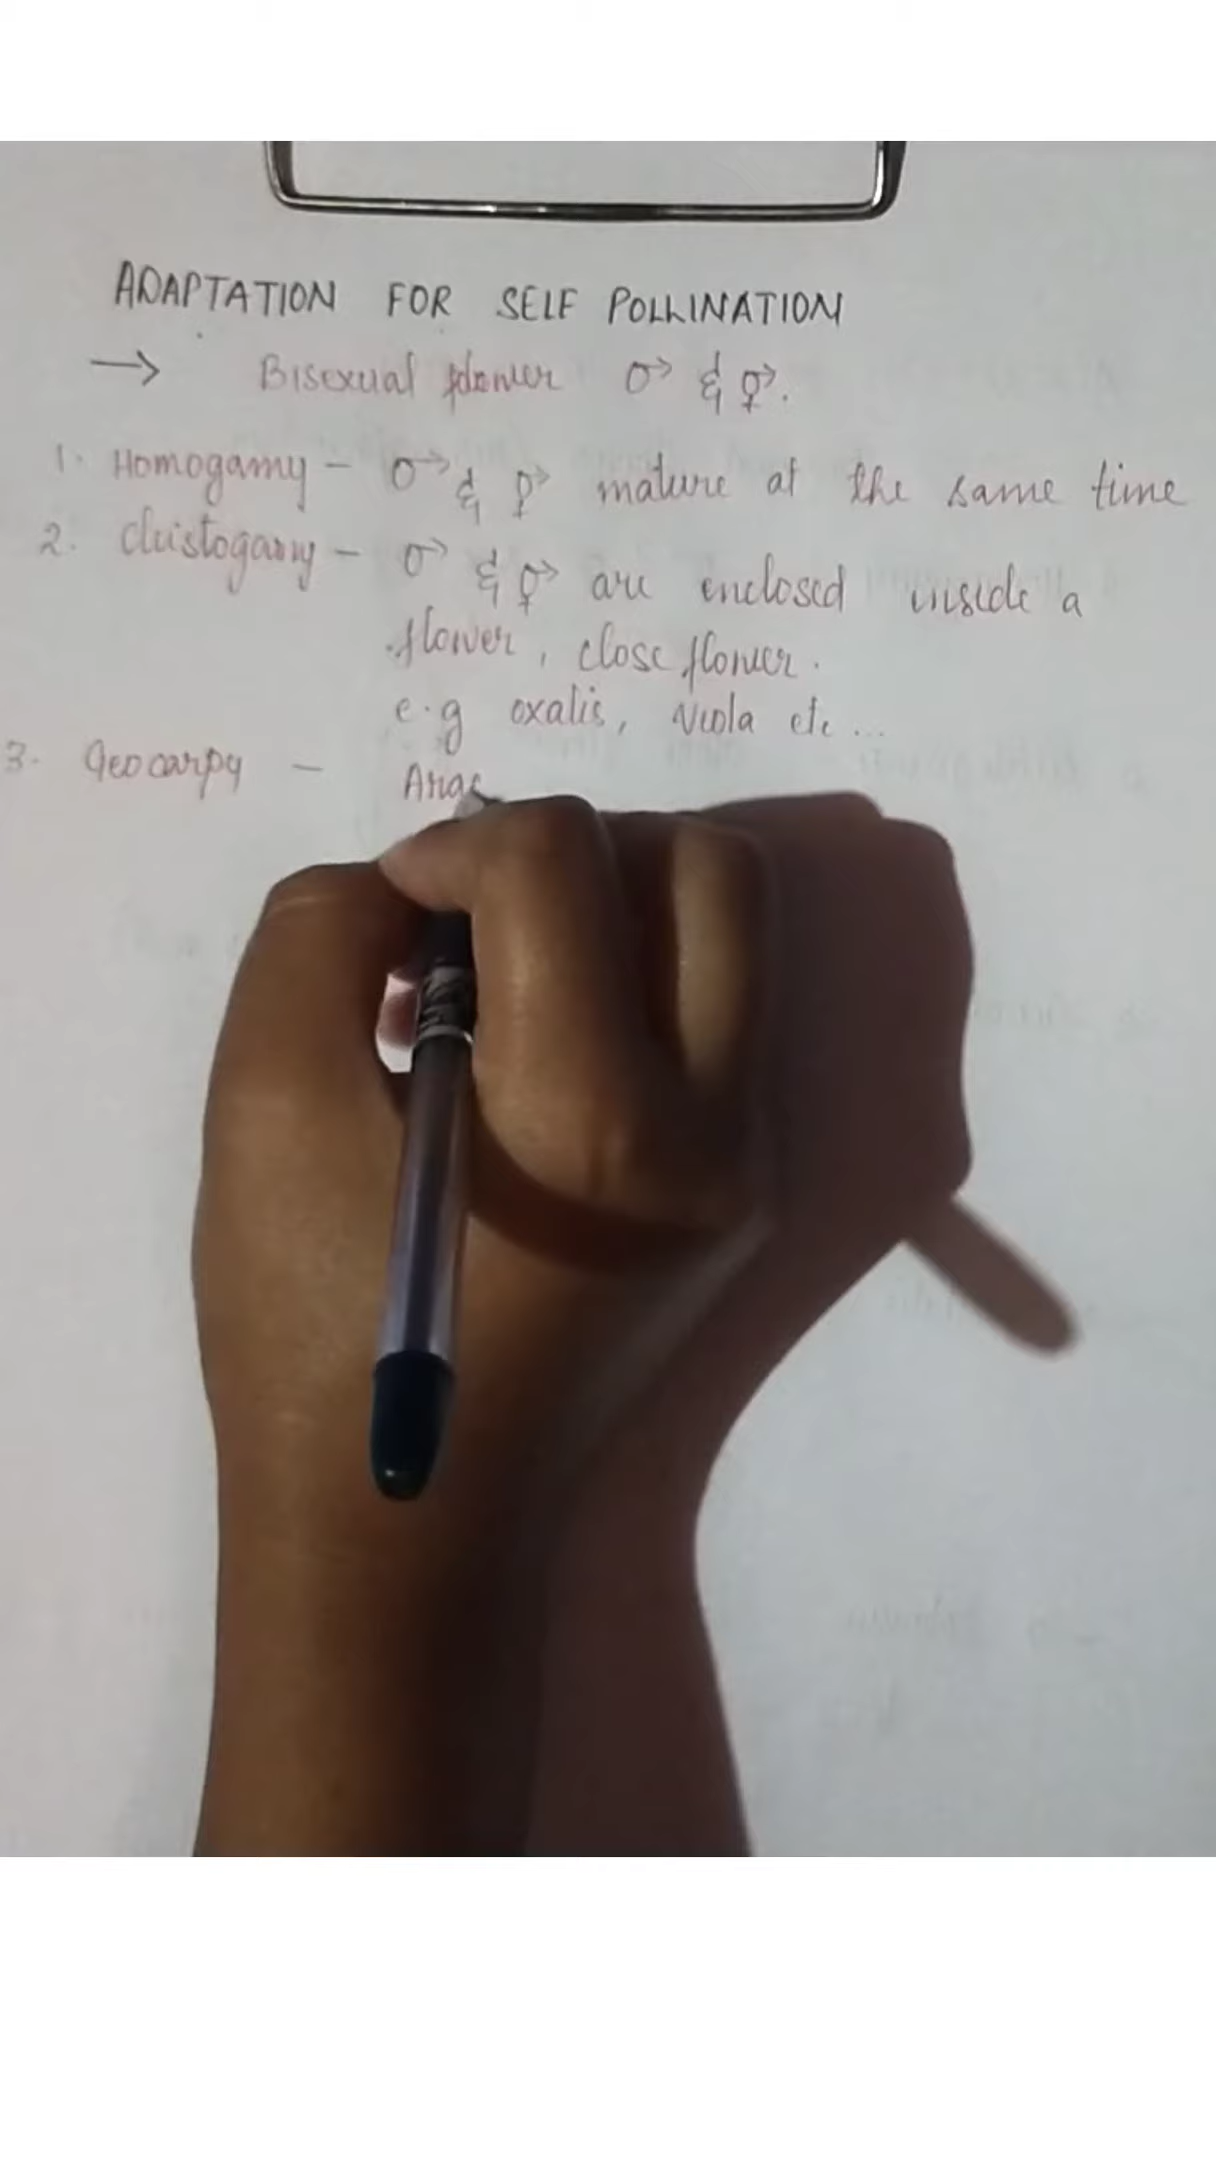 ADAPTATION FOR SELF POLLINATION
→ Bisexual flower ♂ & ⚥.
1. Homogamy - ♂ & ⚥ mature at the same time
2. Cleistogamy - ♂ & ⚥ are enclosed inside a
flower, close flower.
e.g oxalis, Viola etc...
3. Geocarpy - Arac